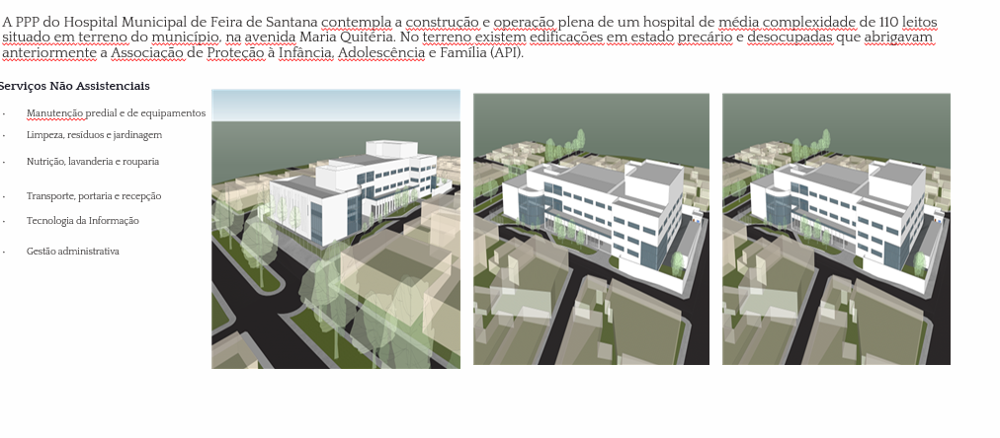 A PPP do Hospital Municipal de Feira de Santana contempla a construção e operação plena de um hospital de média complexidade de 110 leitos
situado em terreno do município, na avenida Maria Quitéria. No terreno existem edificações em estado precário e desocupadas que abrigavam
anteriormente a Associação de Proteção à Infância, Adolescência e Família (API).
Serviços Não Assistenciais
· Manutenção predial e de equipamentos
· Limpeza, resíduos e jardinagem
· Nutrição, lavanderia e rouparia
· Transporte, portaria e recepção
· Tecnologia da Informação
· Gestão administrativa